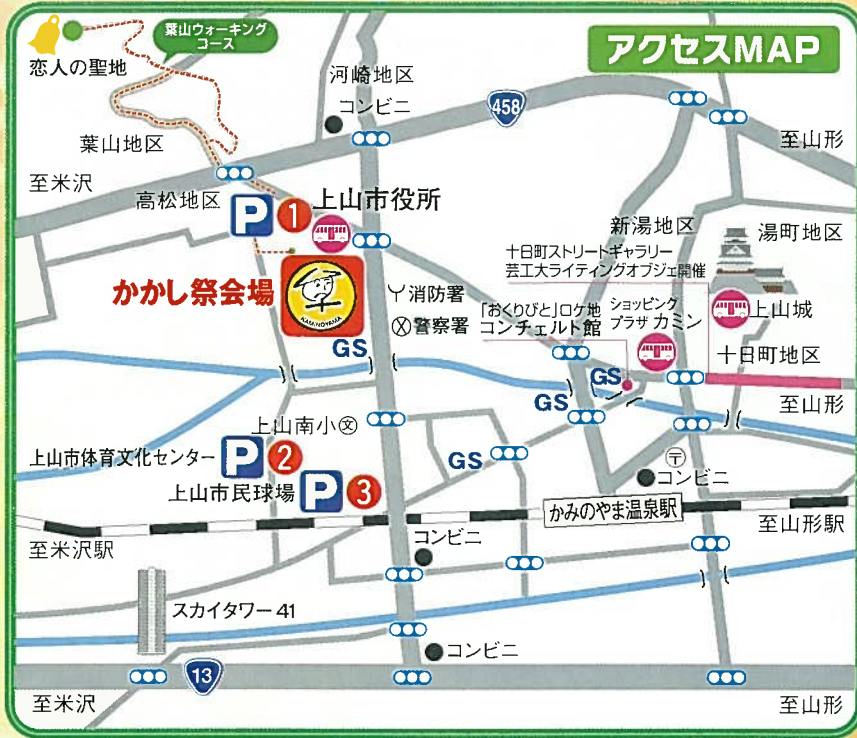 アクセスMAP
葉山ウォーキング
コース
恋人の聖地
河崎地区
コンビニ
458
至山形
葉山地区
至米沢
高松地区
P
1
上山市役所
新湯地区
湯町地区
十日町ストリートギャラリー
芸工大ライティングオブジェ開催
かかし祭会場
KAMINOYAMA
消防署
警察署
「おくりびと」ロケ地
コンチェルト館
ショッピング
プラザ カミン
上山城
十日町地区
GS
GS
GS
至山形
上山南小
文
GS
上山市体育文化センター
P
2
上山市民球場
P
3
〒
コンビニ
かみのやま温泉駅
至山形駅
至米沢駅
コンビニ
スカイタワー41
コンビニ
13
至米沢
至山形